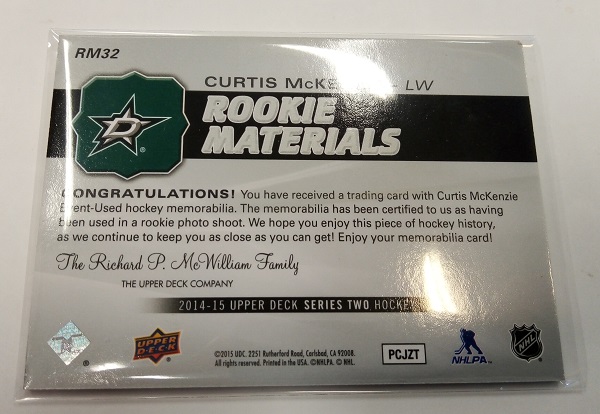 RM32
CURTIS McKE - LW
ROOKIE
MATERIALS
D
CONGRATULATIONS! You have received a trading card with Curtis McKenzie
Event-Used hockey memorabilia. The memorabilia has been certified to us as having
been used in a rookie photo shoot. We hope you enjoy this piece of hockey history,
as we continue to keep you as close as you can get! Enjoy your memorabilia card!
The Richard P. McWilliam Family
THE UPPER DECK COMPANY
2014-15 UPPER DECK SERIES TWO HOCKEY
UPPER
DECK
©2015 UDC. 2251 Rutherford Road, Carlsbad, CA 92008.
All rights reserved. Printed in the USA. ©NHLPA. © NHL.
PCJZT
NHLPA
NHL